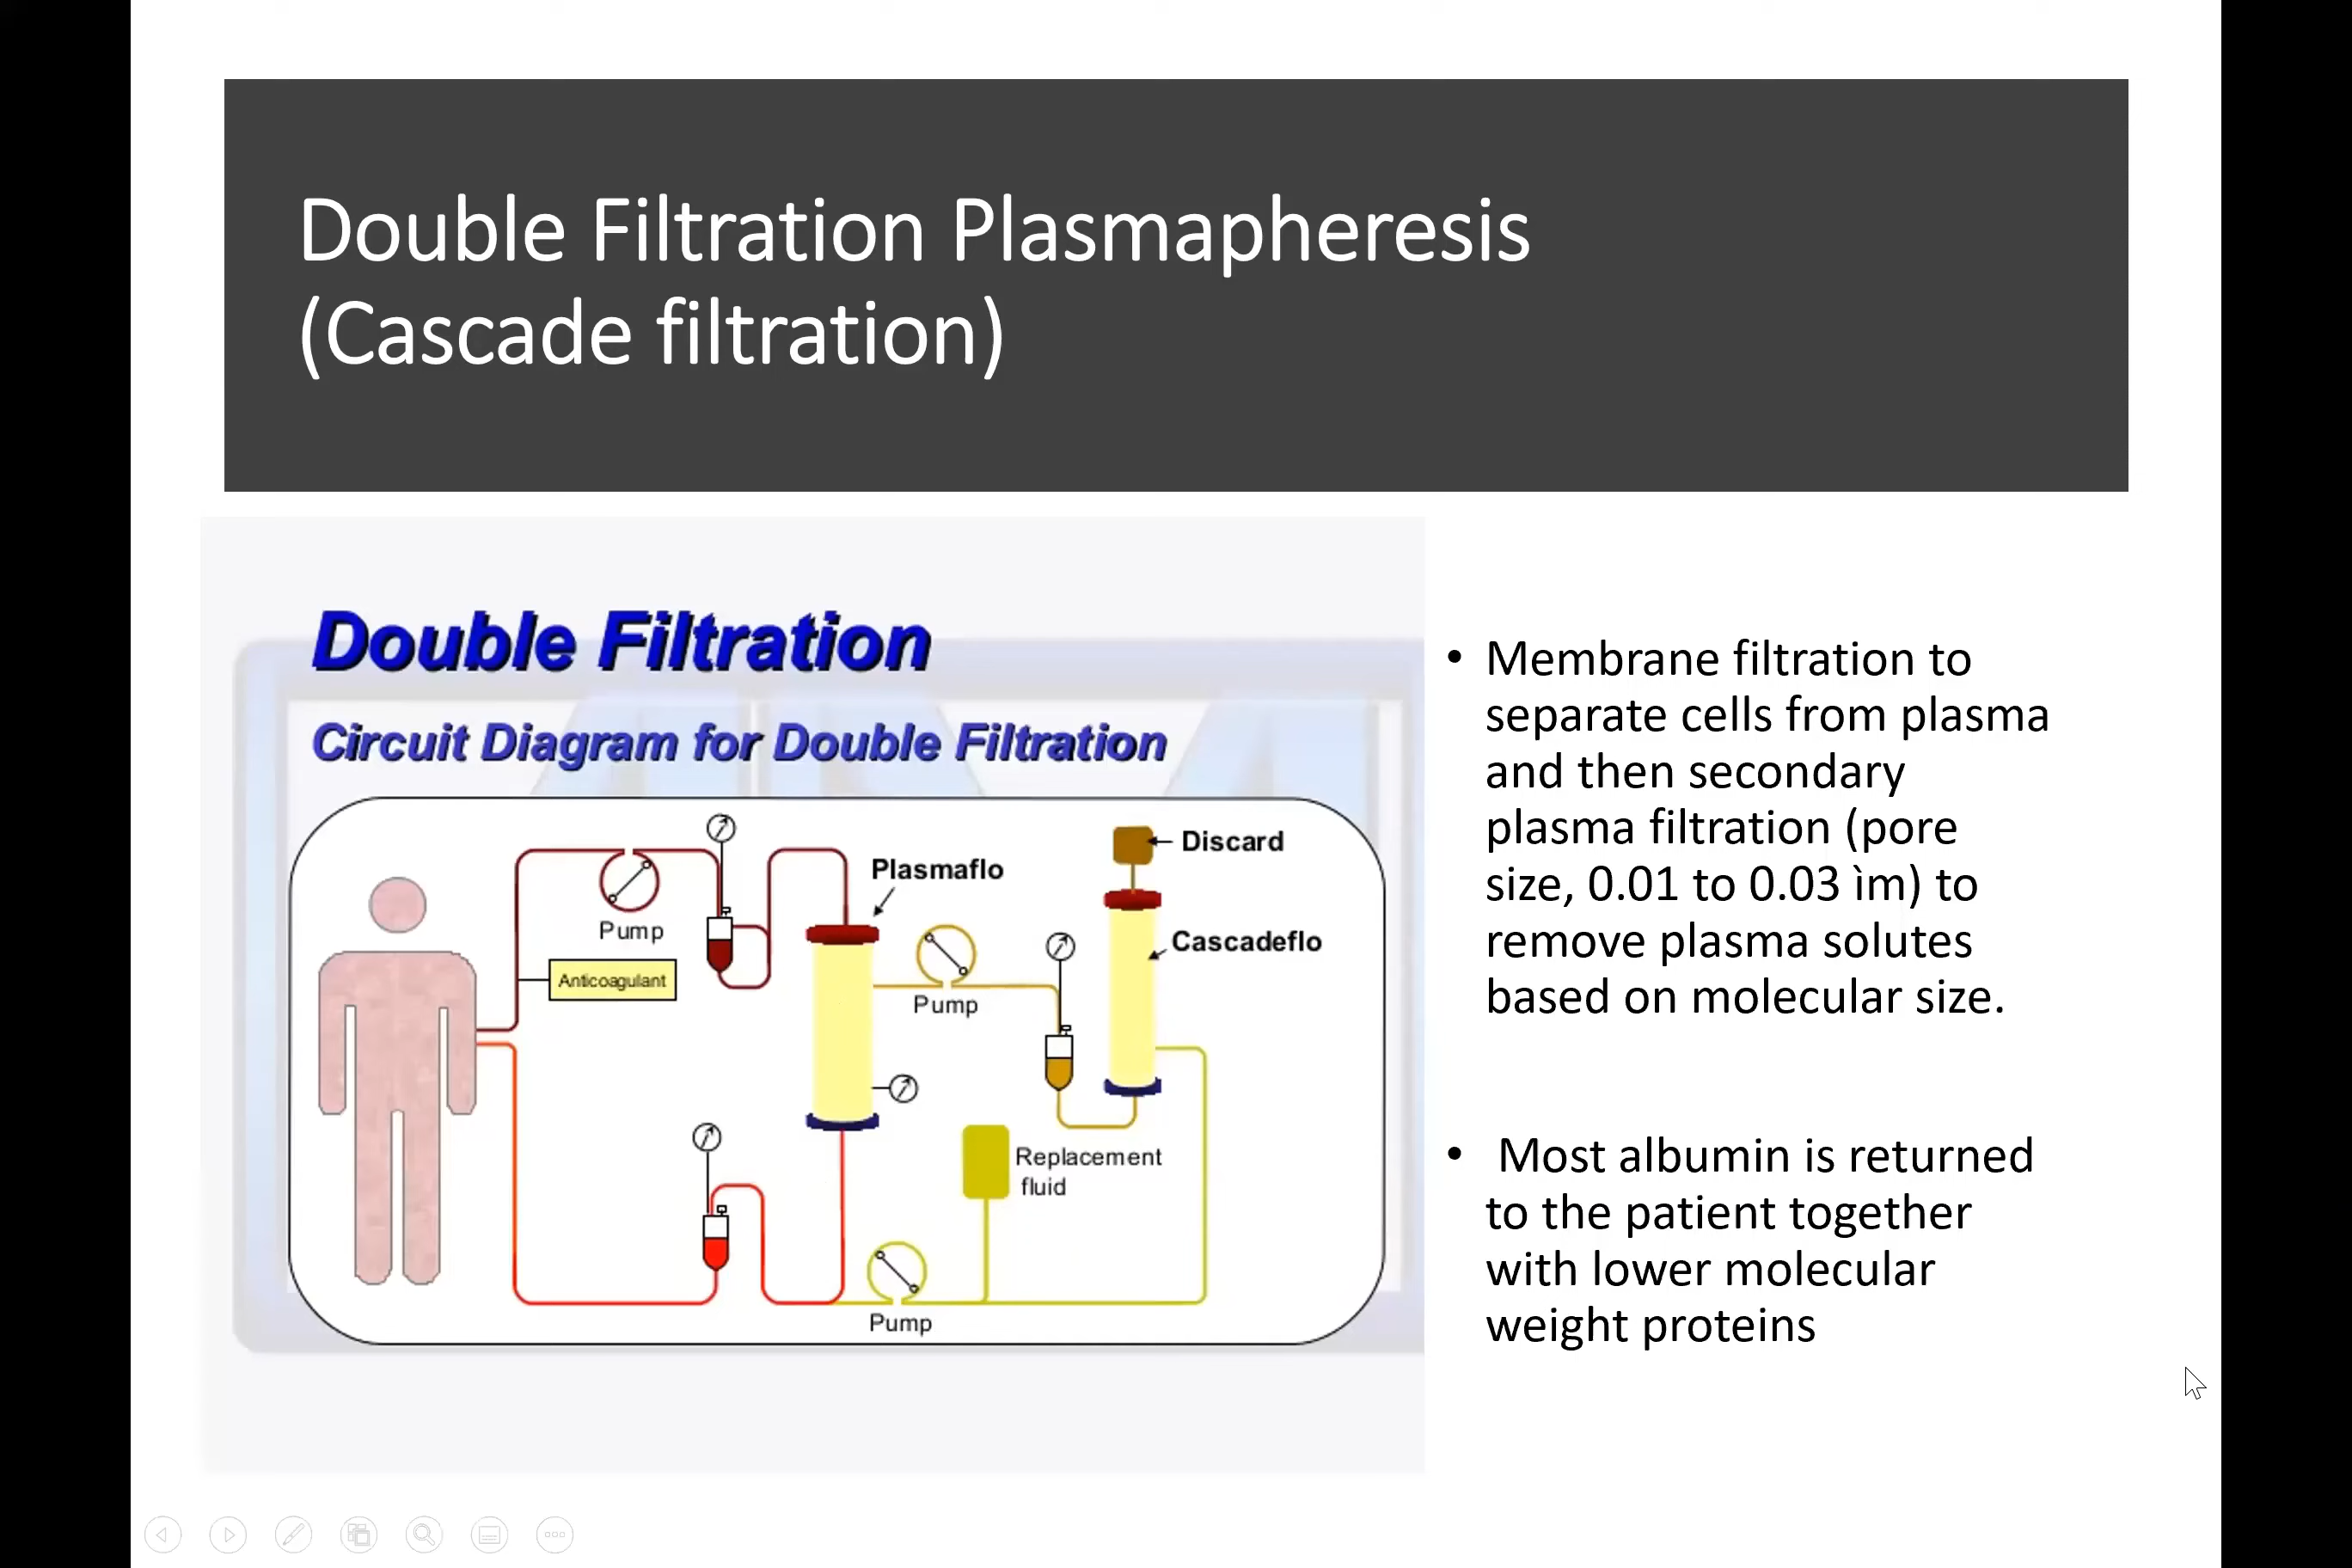 Double Filtration Plasmapheresis
(Cascade filtration)
Double Filtration
Circuit Diagram for Double Filtration
Pump
Anticoagulant
Plasmaflo
Pump
Discard
Cascadeflo
Replacement
fluid
Pump
• Membrane filtration to
separate cells from plasma
and then secondary
plasma filtration (pore
size, 0.01 to 0.03 ìm) to
remove plasma solutes
based on molecular size.
• Most albumin is returned
to the patient together
with lower molecular
weight proteins